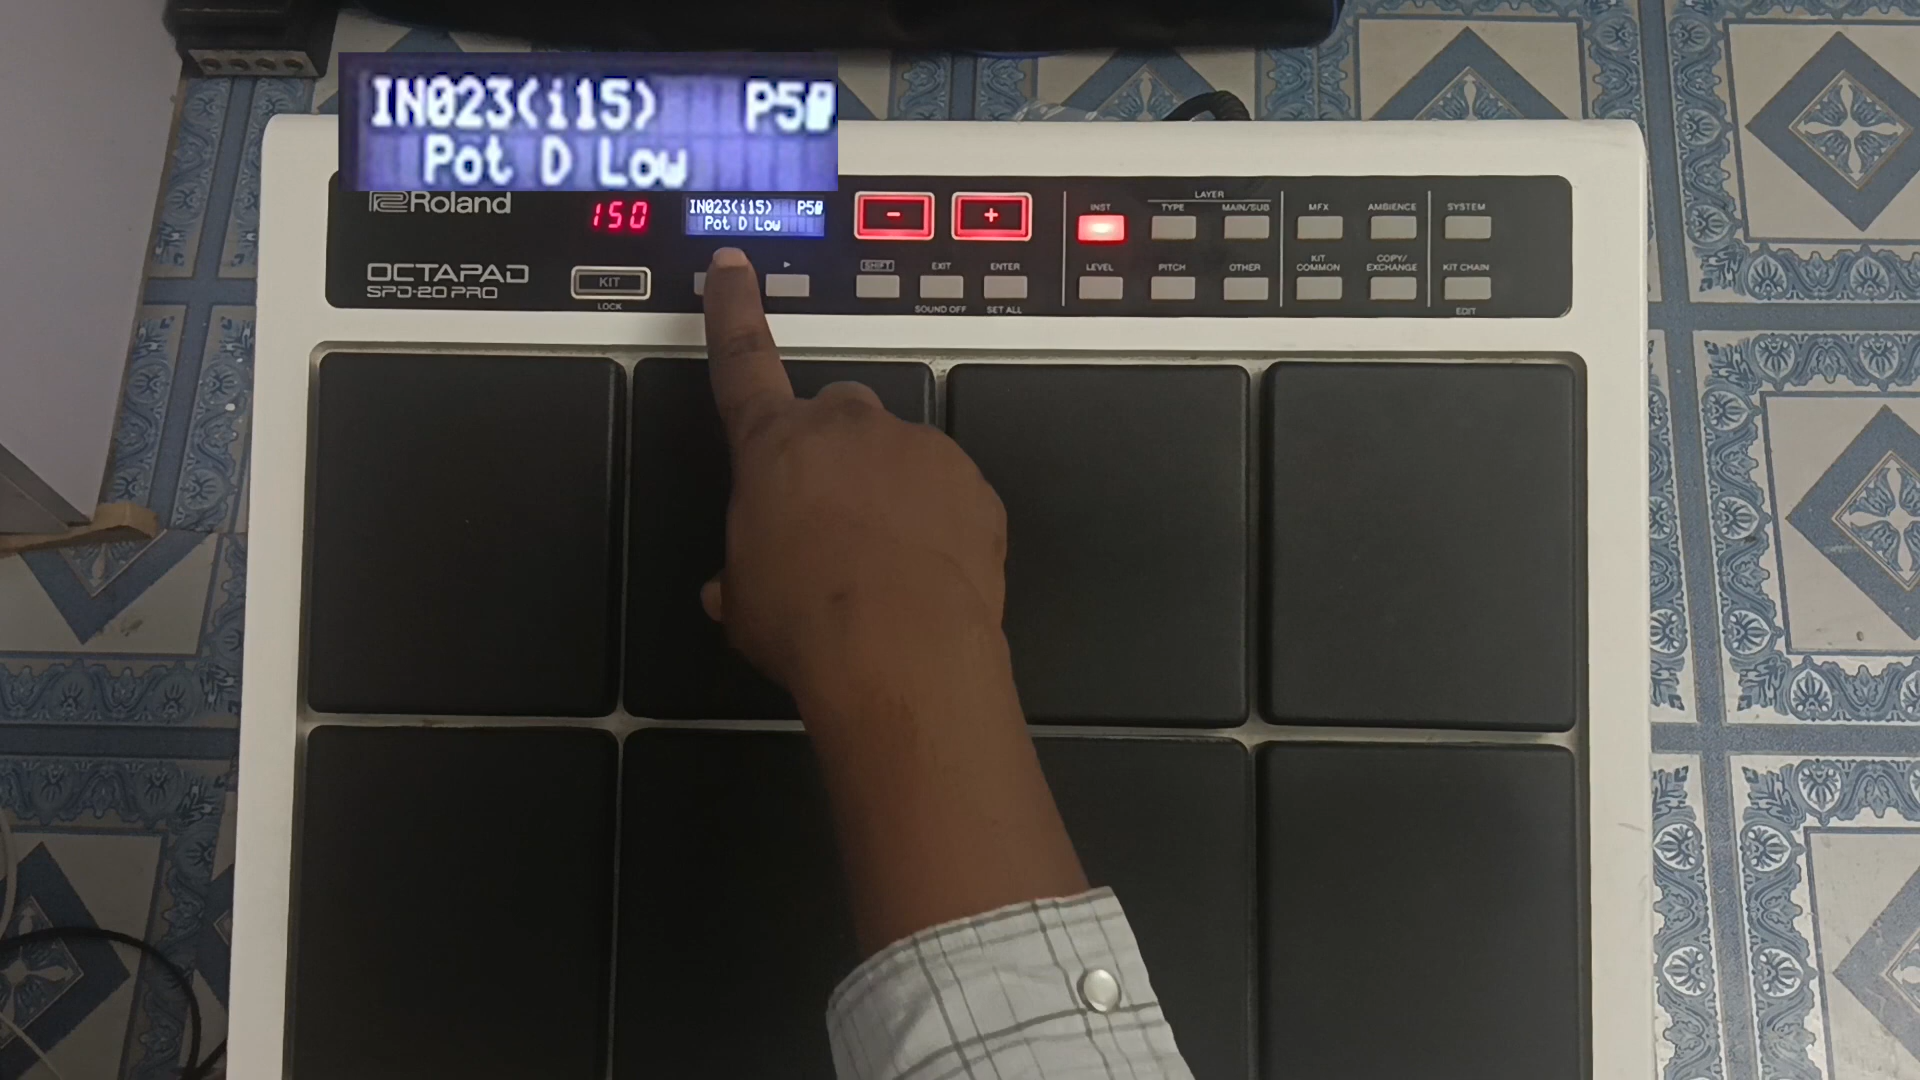 IN023(i15) P5
Pot D Low
Roland
150
IN023(i15) P5
Pot D Low
-
+
INST
LAYER
TYPE
MAIN/SUB
MFX
AMBIENCE
SYSTEM
OCTAPAD
SPD-20 PRO
KIT
LOCK
SHIFT
EXIT
ENTER
SOUND OFF
SET ALL
LEVEL
PITCH
OTHER
KIT
COMMON
COPY/
EXCHANGE
KIT CHAIN
EDIT